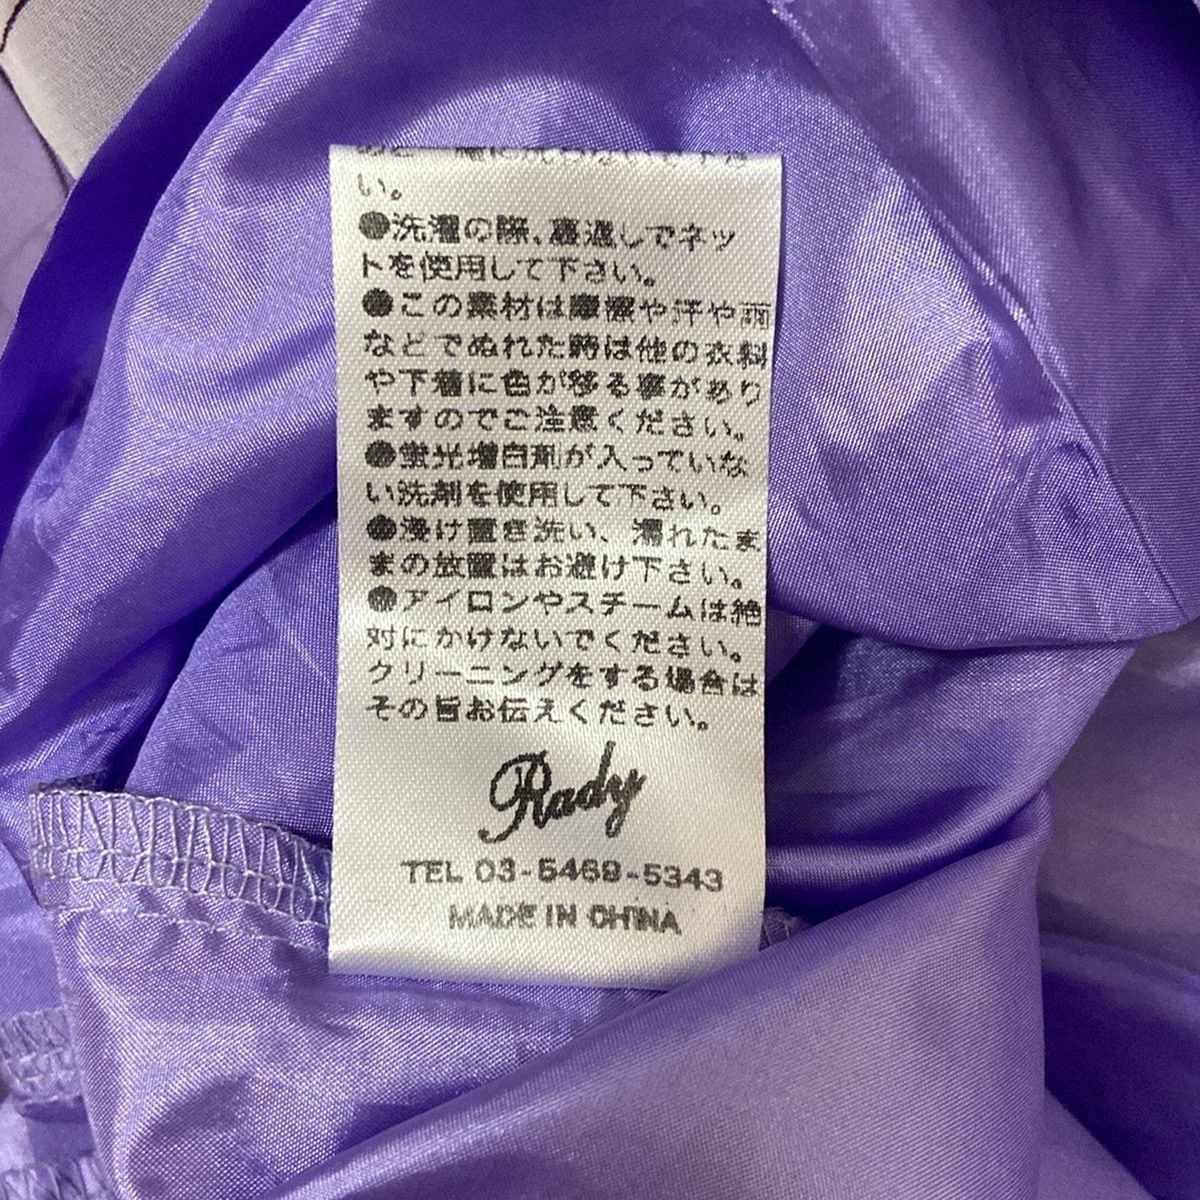 い。
●洗濯の際、裏返しでネッ
トを使用して下さい。
●この素材は摩擦や汗や雨
などでぬれた時は他の衣料
や下着に色が移る事があり
ますのでご注意ください。
●蛍光増白剤が入っていな
い洗剤を使用して下さい。
●浸け置き洗い、濡れたま
まの放置はお避け下さい。
●アイロンやスチームは絶
対にかけないでください。
クリーニングをする場合は
その旨お伝えください。
Rady
TEL 03-5469-5343
MADE IN CHINA